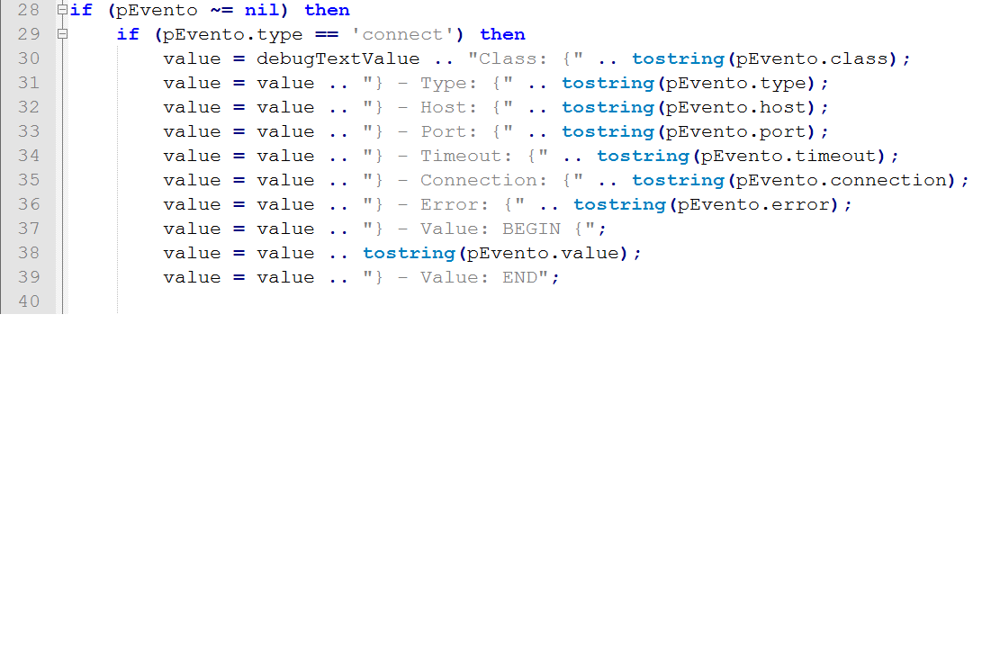 28 if (pEvento ~= nil) then
29 if (pEvento.type == 'connect') then
30 value = debugTextValue .. "Class: {" .. tostring(pEvento.class);
31 value = value .. "} - Type: {" .. tostring(pEvento.type);
32 value = value .. "} - Host: {" .. tostring(pEvento.host);
33 value = value .. "} - Port: {" .. tostring(pEvento.port);
34 value = value .. "} - Timeout: {" .. tostring(pEvento.timeout);
35 value = value .. "} - Connection: {" .. tostring(pEvento.connection);
36 value = value .. "} - Error: {" .. tostring(pEvento.error);
37 value = value .. "} - Value: BEGIN {";
38 value = value .. tostring(pEvento.value);
39 value = value .. "} - Value: END";
40